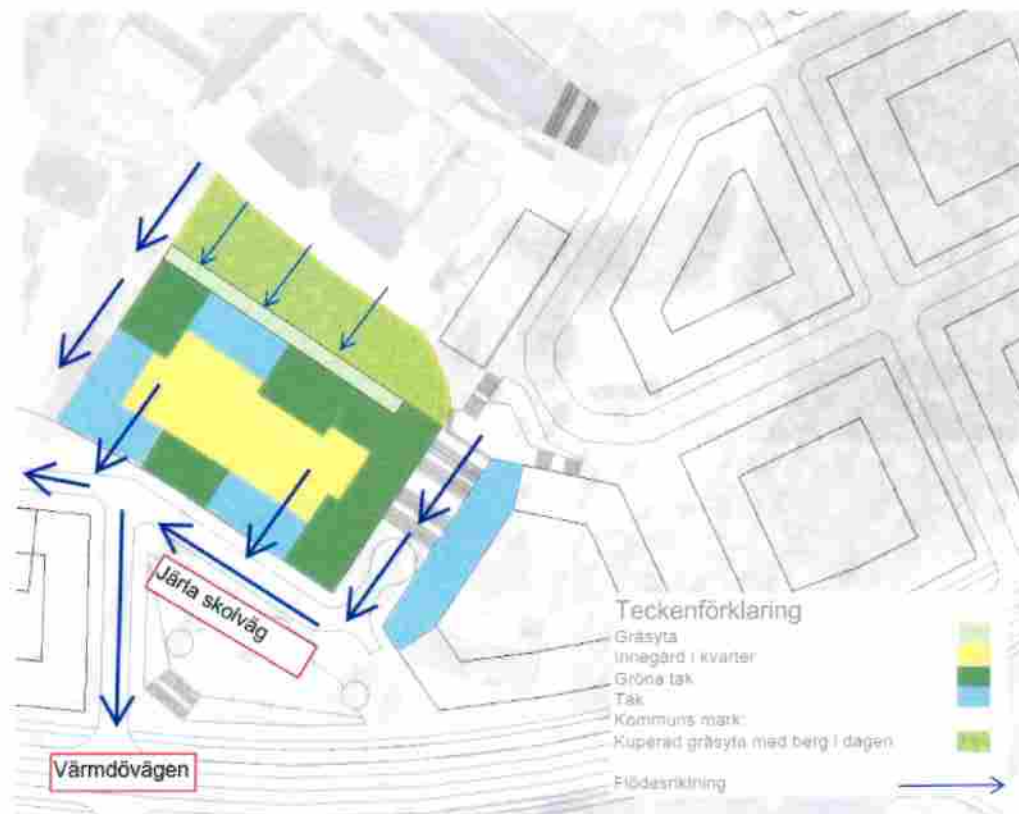 Järla skolväg
Värmdövägen
Teckenförklaring
Gräsyta
Innegård i kvarter
Gröna tak
Tak
Kommuns mark:
Kuperad gräsyta med berg i dagen
Flödesriktning